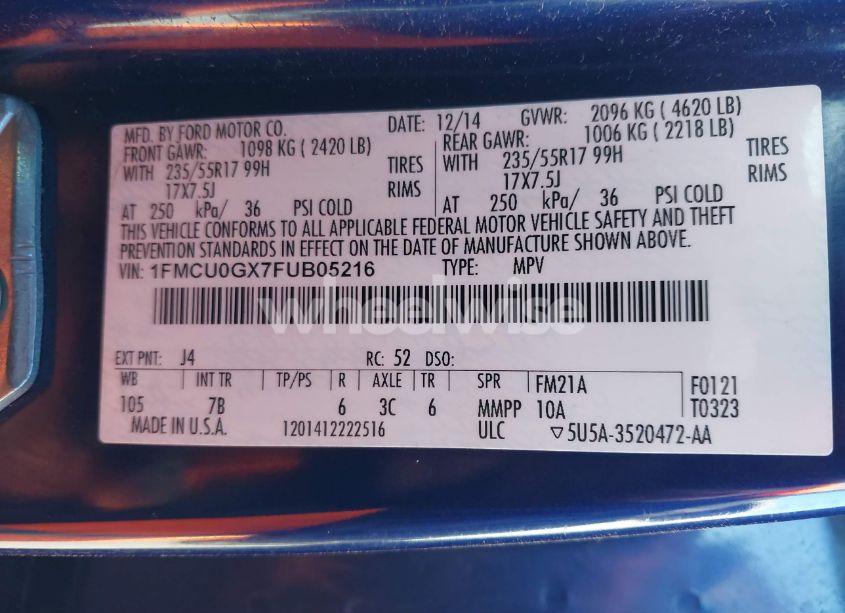 MFD. BY FORD MOTOR CO. DATE: 12/14 GVWR: 2096 KG ( 4620 LB)
FRONT GAWR: 1098 KG ( 2420 LB) REAR GAWR: 1006 KG ( 2218 LB)
WITH 235/55R17 99H TIRES WITH 235/55R17 99H TIRES
17X7.5J RIMS 17X7.5J RIMS
AT 250 kPa/ 36 PSI COLD AT 250 kPa/ 36 PSI COLD
THIS VEHICLE CONFORMS TO ALL APPLICABLE FEDERAL MOTOR VEHICLE SAFETY AND THEFT
PREVENTION STANDARDS IN EFFECT ON THE DATE OF MANUFACTURE SHOWN ABOVE.
VIN: 1FMCU0GX7FUB05216 TYPE: MPV
wheelwise
EXT PNT: J4 RC: 52 DSO:
WB INT TR TP/PS R AXLE TR SPR FM21A F0121
105 7B 6 3C 6 MMPP 10A T0323
MADE IN U.S.A. 1201412222516 ULC ▽5U5A-3520472-AA